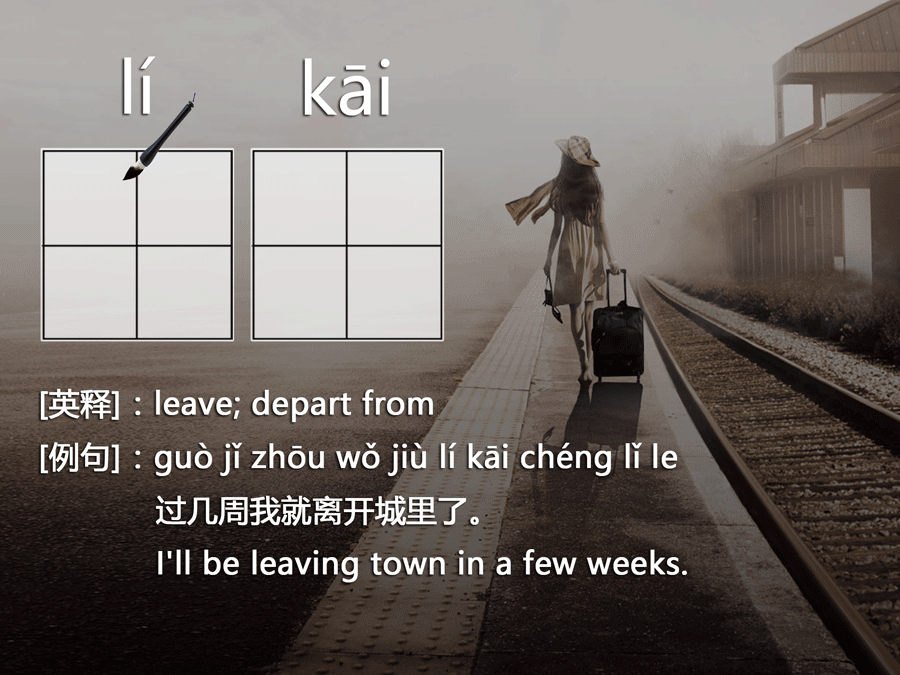 lí kāi
[英释]：leave; depart from
[例句]：guò jǐ zhōu wǒ jiù lí kāi chéng lǐ le
过几周我就离开城里了。
I'll be leaving town in a few weeks.